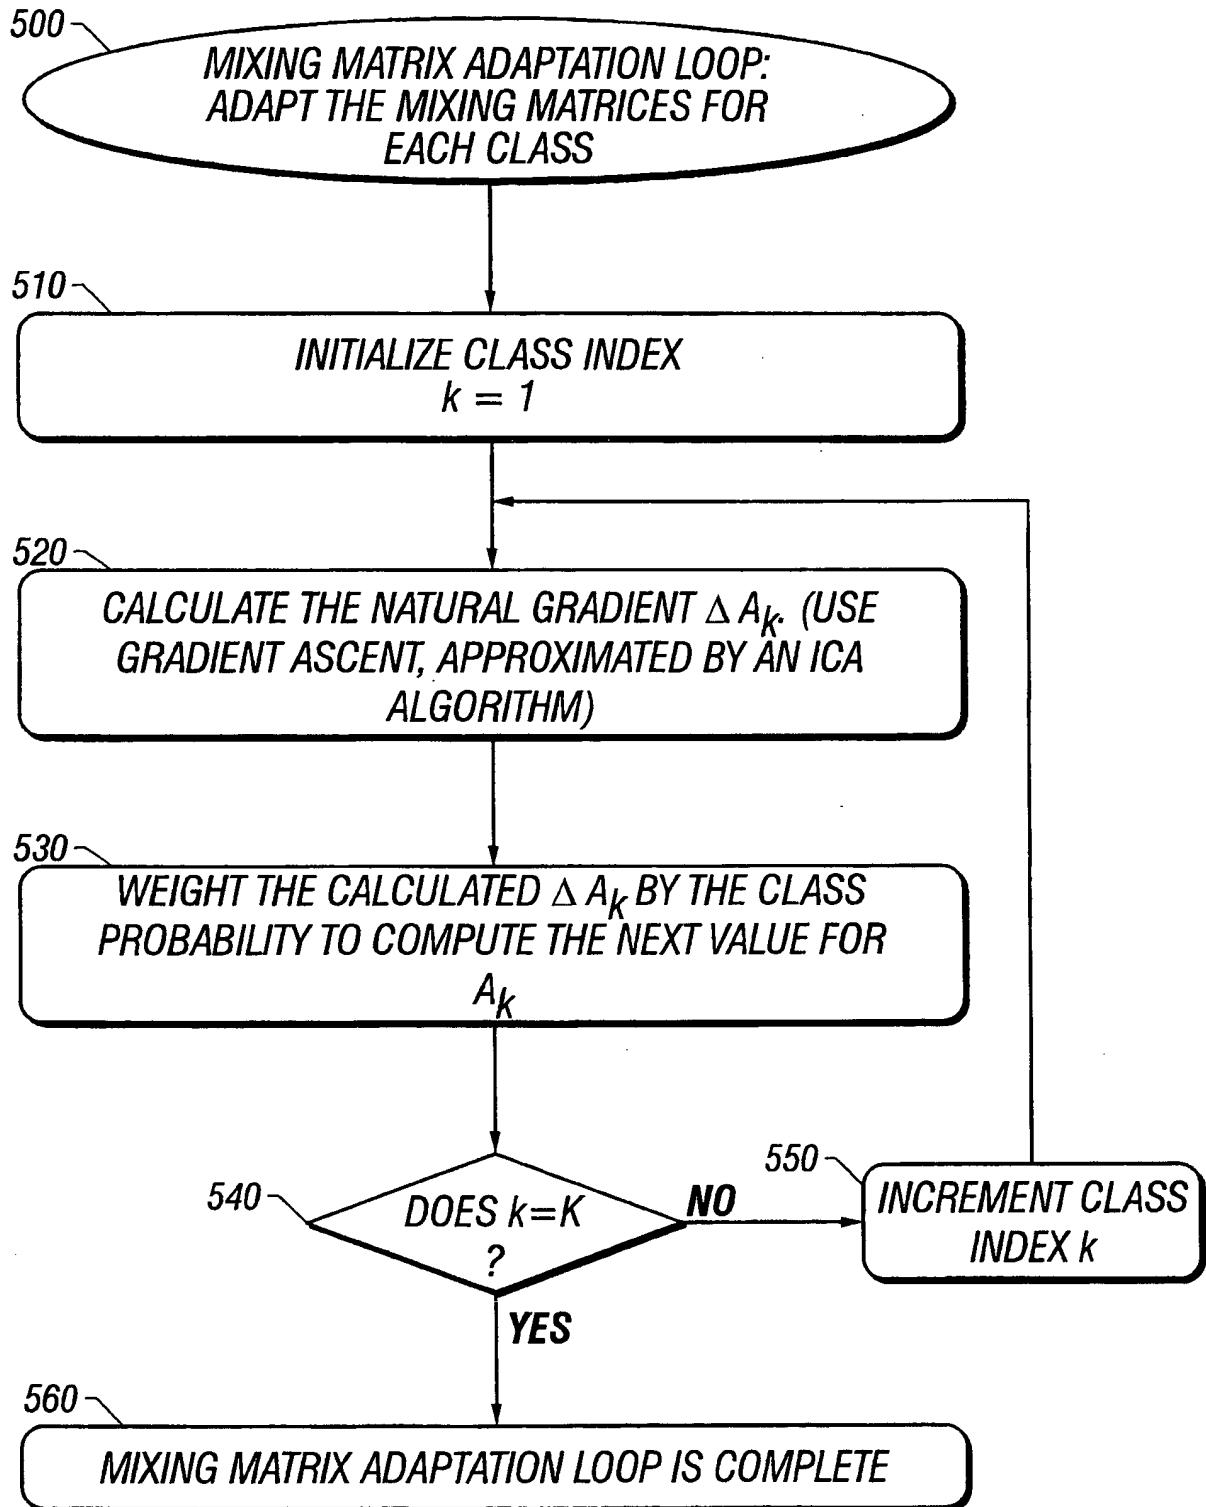 500
MIXING MATRIX ADAPTATION LOOP:
ADAPT THE MIXING MATRICES FOR
EACH CLASS
510
INITIALIZE CLASS INDEX
k = 1
520
CALCULATE THE NATURAL GRADIENT Δ Ak. (USE
GRADIENT ASCENT, APPROXIMATED BY AN ICA
ALGORITHM)
530
WEIGHT THE CALCULATED Δ Ak BY THE CLASS
PROBABILITY TO COMPUTE THE NEXT VALUE FOR
Ak
540
DOES k=K
?
NO
550
INCREMENT CLASS
INDEX k
YES
560
MIXING MATRIX ADAPTATION LOOP IS COMPLETE